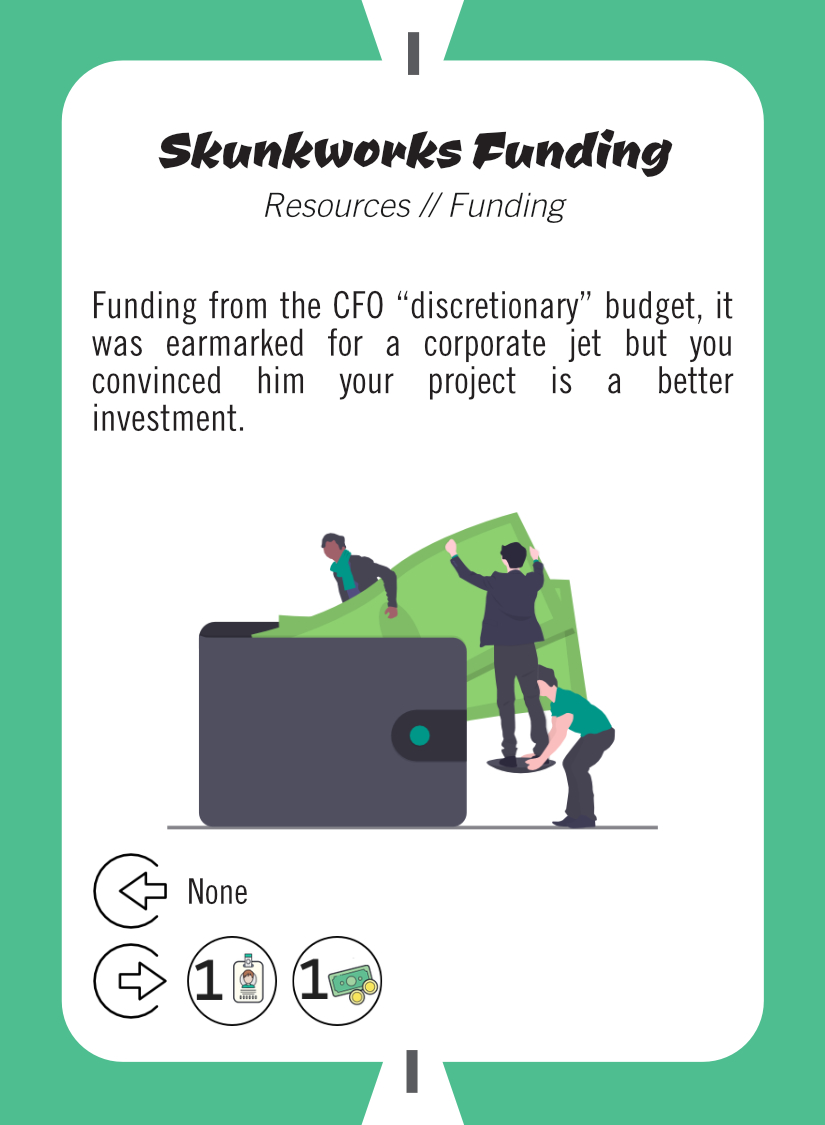 I
Skunkworks Funding
Resources // Funding
Funding from the CFO “discretionary” budget, it
was earmarked for a corporate jet but you
convinced him your project is a better
investment.
None
1 1
I